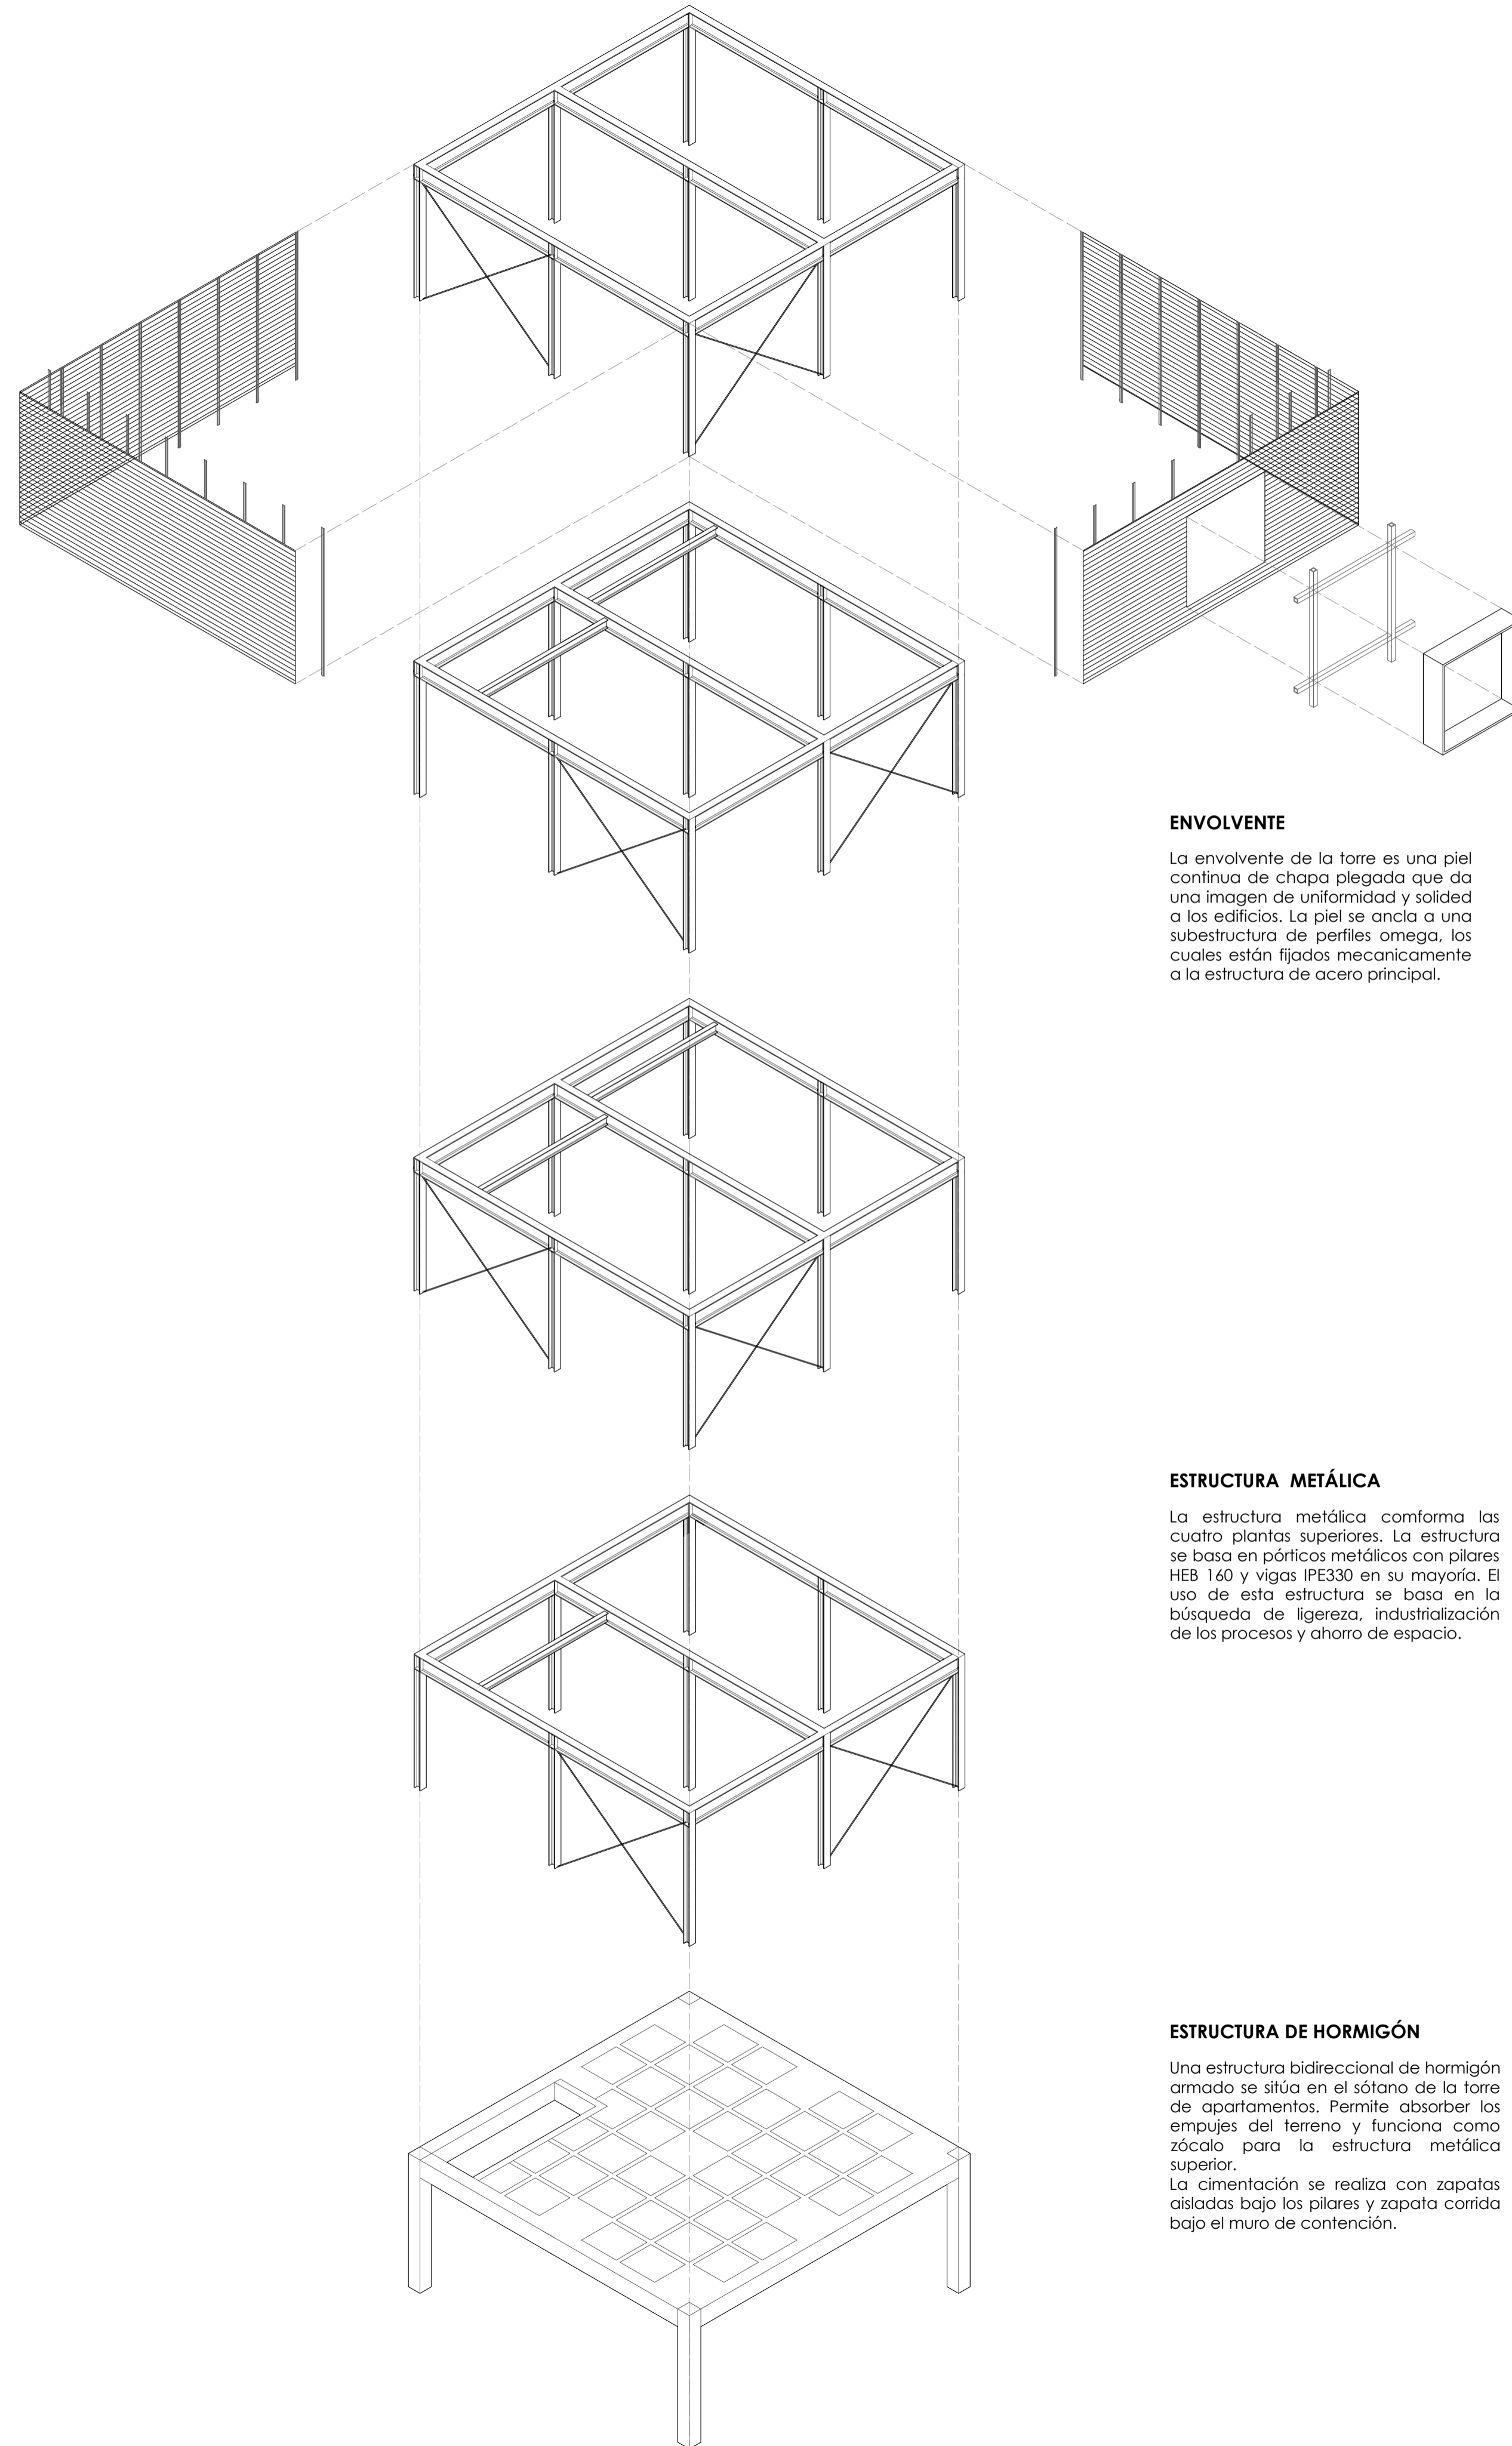 ENVOLVENTE
La envolvente de la torre es una piel
continua de chapa plegada que da
una imagen de uniformidad y solided
a los edificios. La piel se ancla a una
subestructura de perfiles omega, los
cuales están fijados mecanicamente
a la estructura de acero principal.
ESTRUCTURA METÁLICA
La estructura metálica comforma las
cuatro plantas superiores. La estructura
se basa en pórticos metálicos con pilares
HEB 160 y vigas IPE330 en su mayoría. El
uso de esta estructura se basa en la
búsqueda de ligereza, industrialización
de los procesos y ahorro de espacio.
ESTRUCTURA DE HORMIGÓN
Una estructura bidireccional de hormigón
armado se sitúa en el sótano de la torre
de apartamentos. Permite absorber los
empujes del terreno y funciona como
zócalo para la estructura metálica
superior.
La cimentación se realiza con zapatas
aisladas bajo los pilares y zapata corrida
bajo el muro de contención.